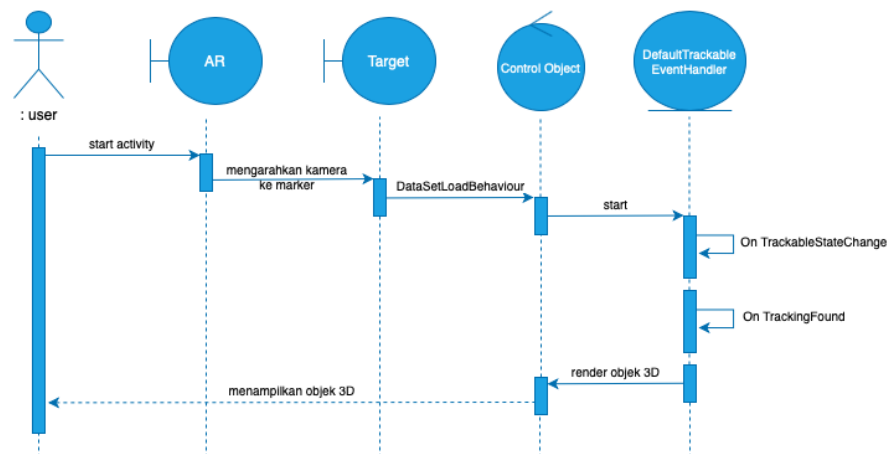 AR
Target
Control Object
DefaultTrackable
EventHandler
: user
start activity
mengarahkan kamera
ke marker
DataSetLoadBehaviour
start
On TrackableStateChange
On TrackingFound
render objek 3D
menampilkan objek 3D